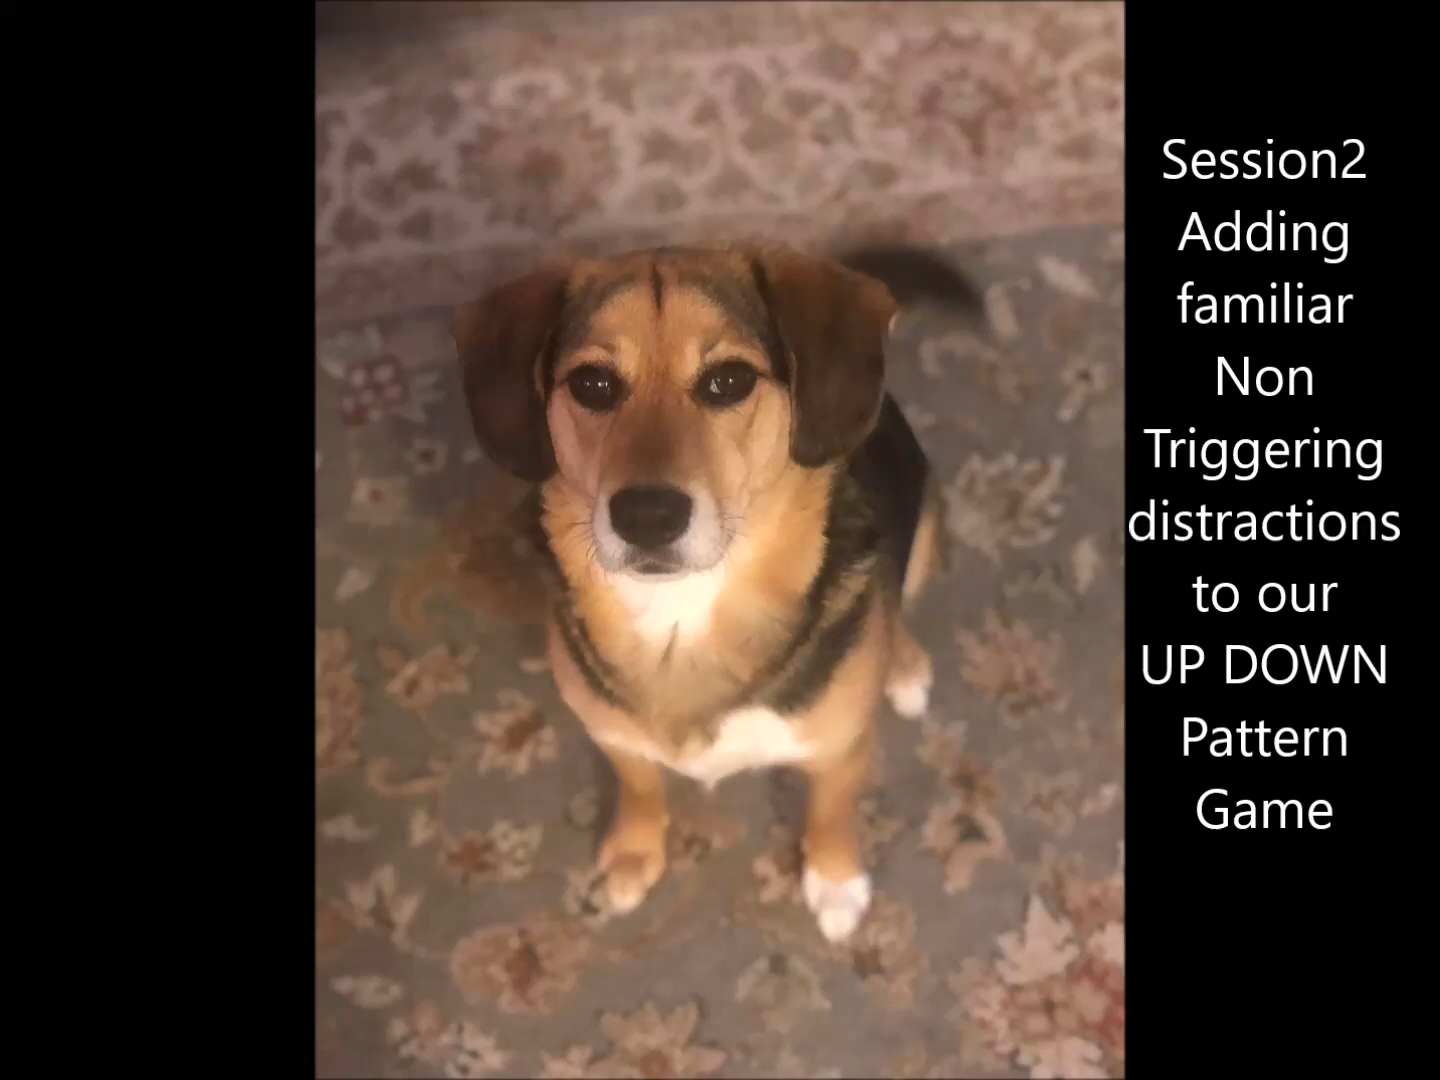 Session2
Adding
familiar
Non
Triggering
distractions
to our
UP DOWN
Pattern
Game